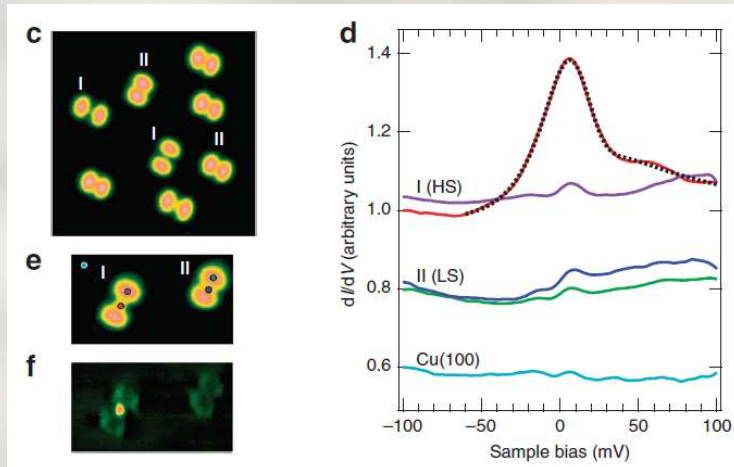 c
I
II
I
II
d
dI/dV (arbitrary units)
1.4
1.2
1.0
0.8
0.6
I (HS)
II (LS)
Cu(100)
−100
−50
0
50
100
Sample bias (mV)
e
I
II
f